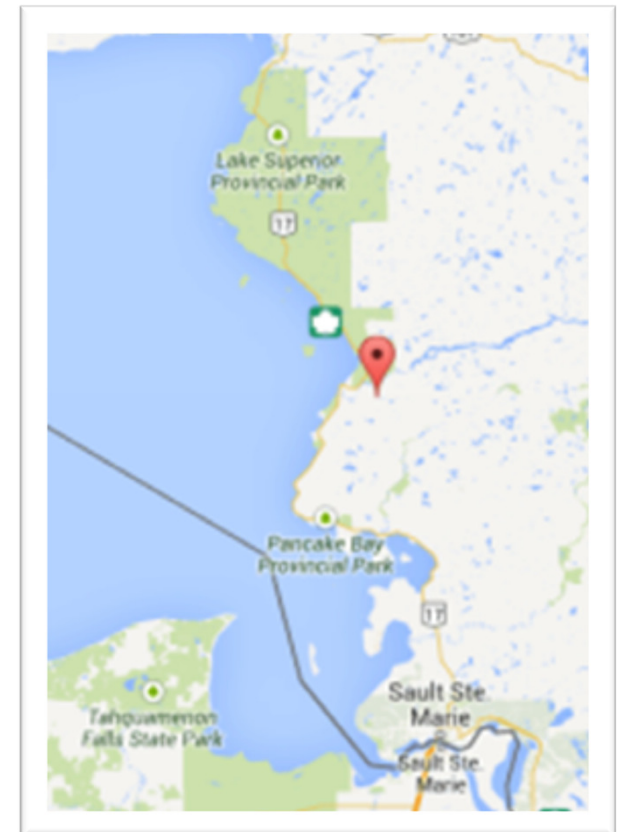 Lake Superior
Provincial Park
17
Pancake Bay
Provincial Park
17
Sault Ste.
Marie
Tahquamenon
Falls State Park
Sault Ste.
Marie